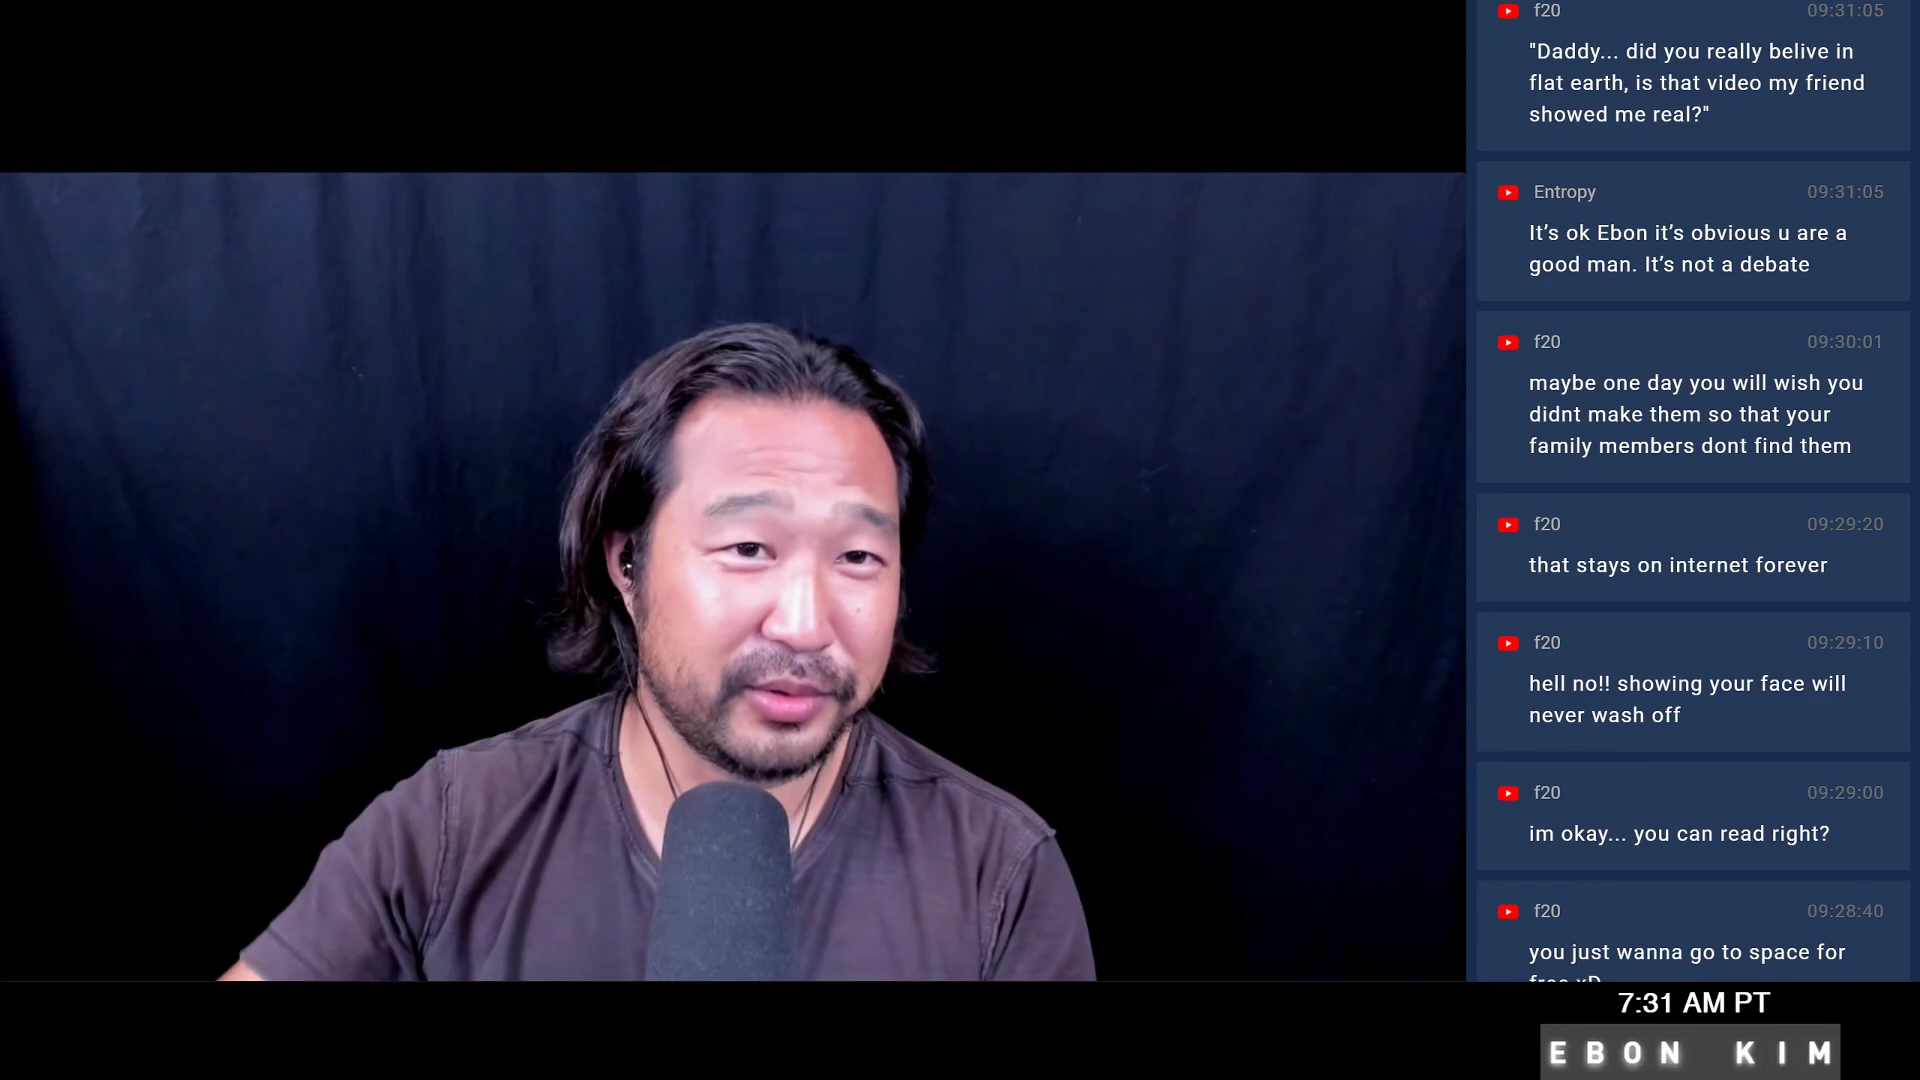 f20 09:31:05
"Daddy... did you really belive in
flat earth, is that video my friend
showed me real?"
Entropy 09:31:05
It’s ok Ebon it’s obvious u are a
good man. It’s not a debate
f20 09:30:01
maybe one day you will wish you
didnt make them so that your
family members dont find them
f20 09:29:20
that stays on internet forever
f20 09:29:10
hell no!! showing your face will
never wash off
f20 09:29:00
im okay... you can read right?
f20 09:28:40
you just wanna go to space for
free xD
7:31 AM PT
EBON KIM